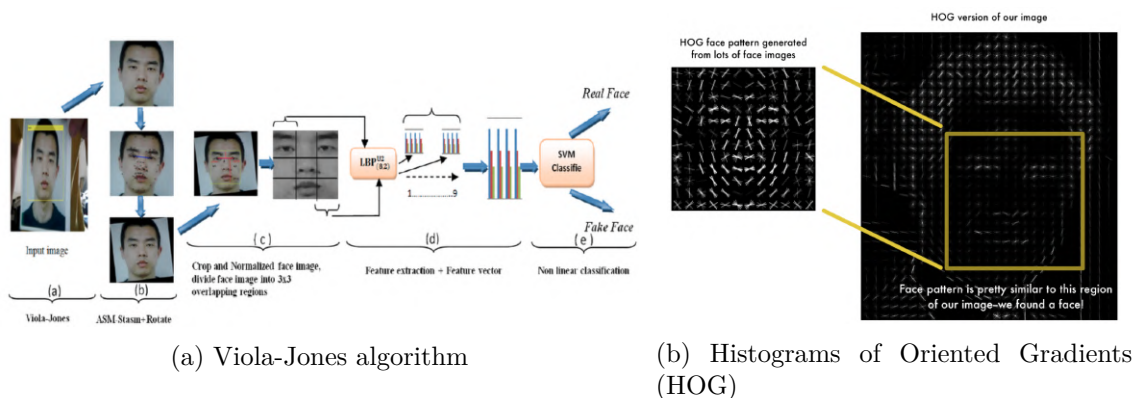 Input image
(a)
Viola-Jones
(b)
ASM-Stasm+Rotate
(c)
Crop and Normalized face image,
divide face image into 3x3
overlapping regions
LBP U2 (8,2)
1..............9
(d)
Feature extraction + Feature vector
SVM
Classifie
Real Face
Fake Face
(e)
Non linear classification
(a) Viola-Jones algorithm
HOG version of our image
HOG face pattern generated
from lots of face images
Face pattern is pretty similar to this region
of our image–we found a face!
(b) Histograms of Oriented Gradients
(HOG)